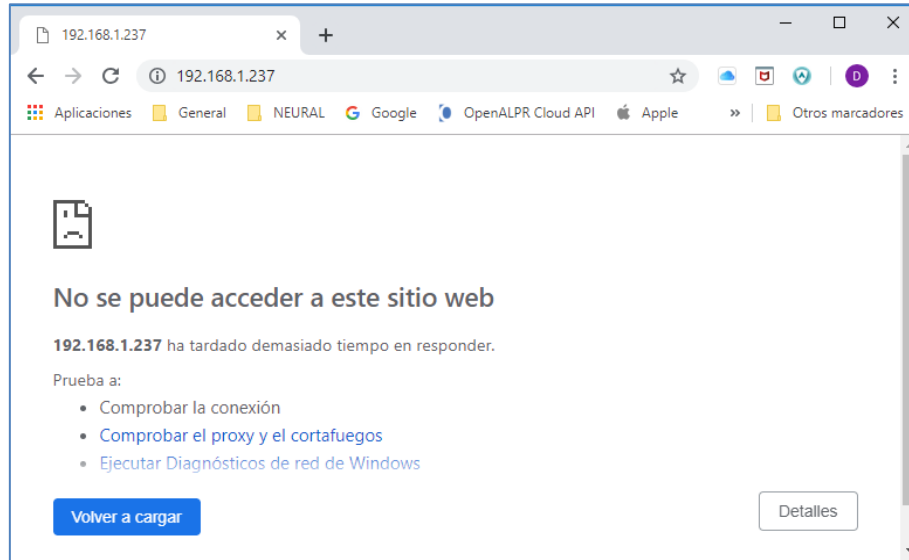 192.168.1.237
192.168.1.237 D
Aplicaciones General NEURAL G Google OpenALPR Cloud API Apple » Otros marcadores
No se puede acceder a este sitio web
192.168.1.237 ha tardado demasiado tiempo en responder.
Prueba a:
• Comprobar la conexión
• Comprobar el proxy y el cortafuegos
• Ejecutar Diagnósticos de red de Windows
Volver a cargar Detalles